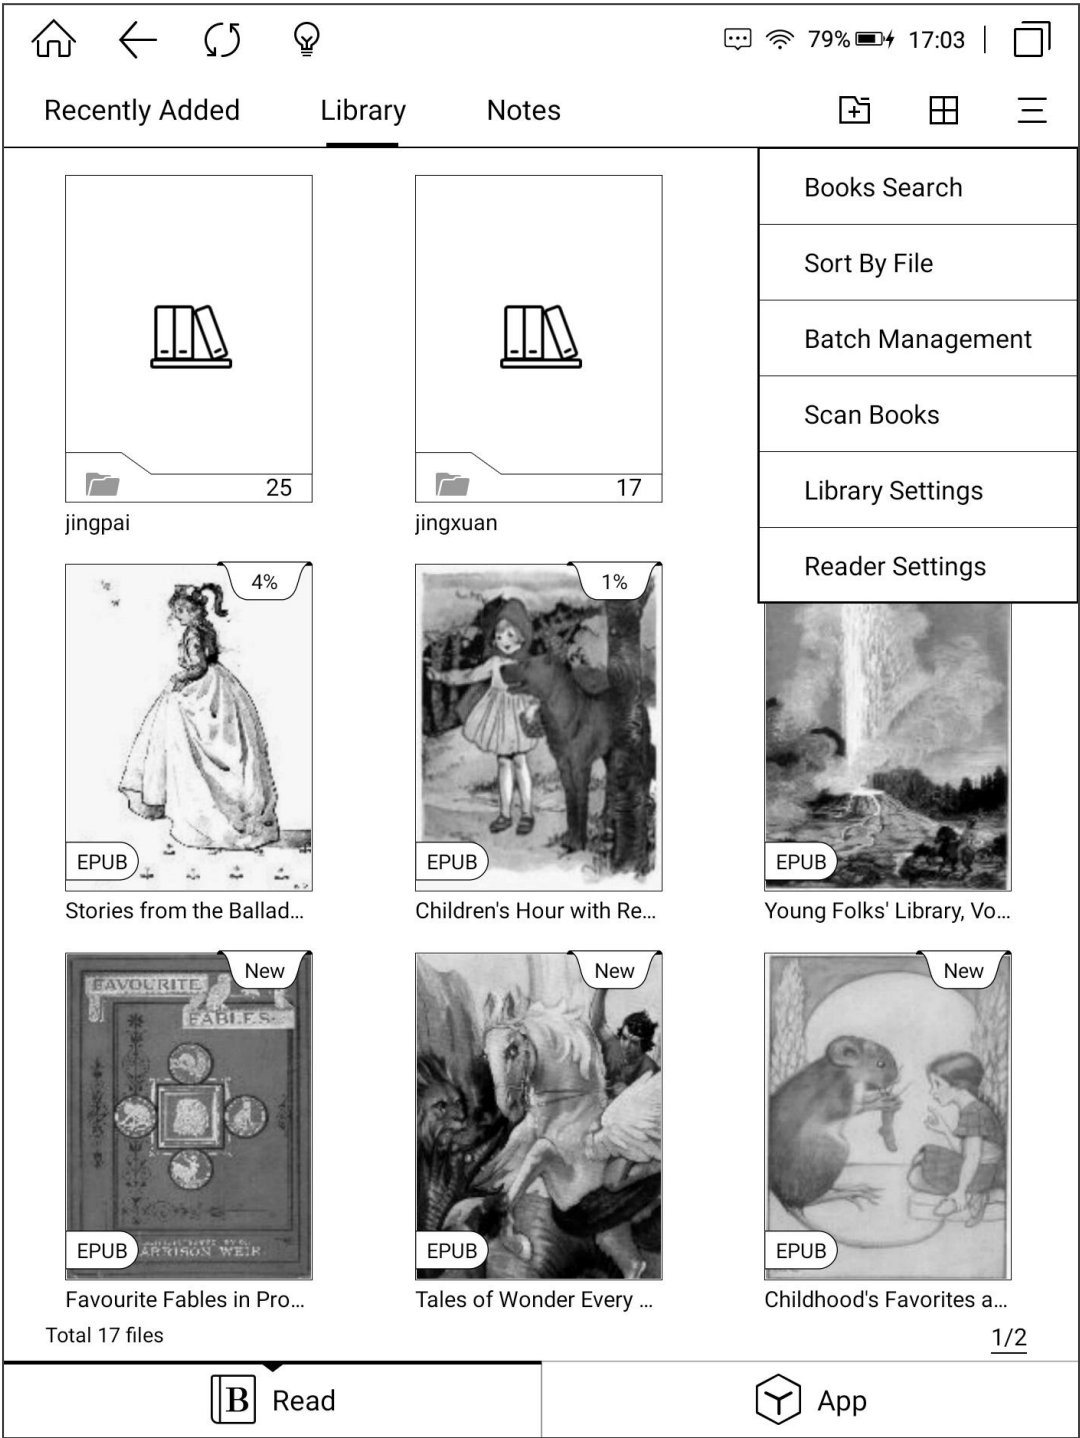 79% 17:03
Recently Added Library Notes
Books Search
Sort By File
Batch Management
Scan Books
Library Settings
Reader Settings
25
17
jingpai
jingxuan
4%
1%
EPUB
EPUB
EPUB
Stories from the Ballad...
Children's Hour with Re...
Young Folks' Library, Vo...
New
New
New
FAVOURITE
FABLES
ARRISON WEIR
EPUB
EPUB
EPUB
Favourite Fables in Pro...
Tales of Wonder Every ...
Childhood's Favorites a...
Total 17 files
1/2
B Read
App